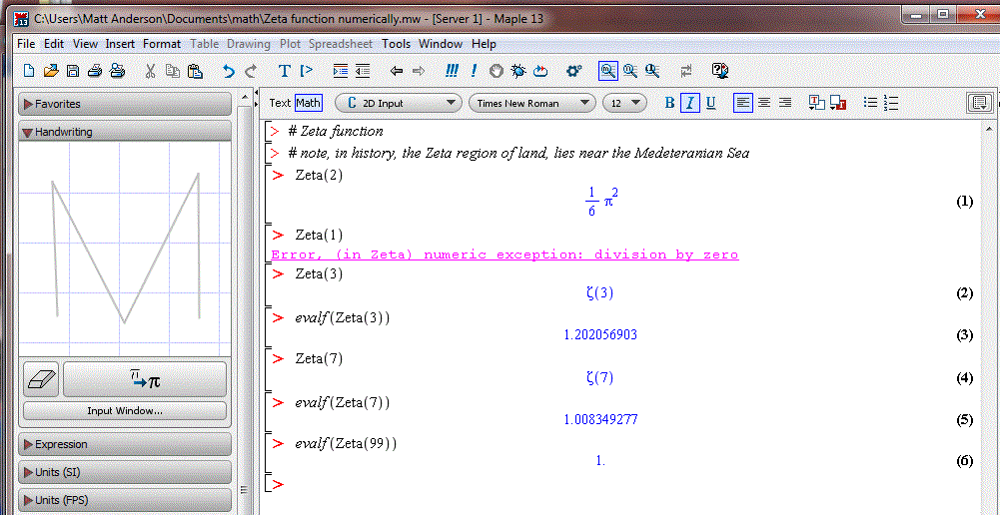 C:\Users\Matt Anderson\Documents\math\Zeta function numerically.mw - [Server 1] - Maple 13
File Edit View Insert Format Table Drawing Plot Spreadsheet Tools Window Help
Favorites
Handwriting
Input Window...
Expression
Units (SI)
Units (FPS)
Text Math C 2D Input Times New Roman 12 B I U
> # Zeta function
> # note, in history, the Zeta region of land, lies near the Medeteranian Sea
> Zeta(2)
1/6 π² (1)
> Zeta(1)
Error, (in Zeta) numeric exception: division by zero
> Zeta(3)
ζ(3) (2)
> evalf(Zeta(3))
1.202056903 (3)
> Zeta(7)
ζ(7) (4)
> evalf(Zeta(7))
1.008349277 (5)
> evalf(Zeta(99))
1. (6)
>